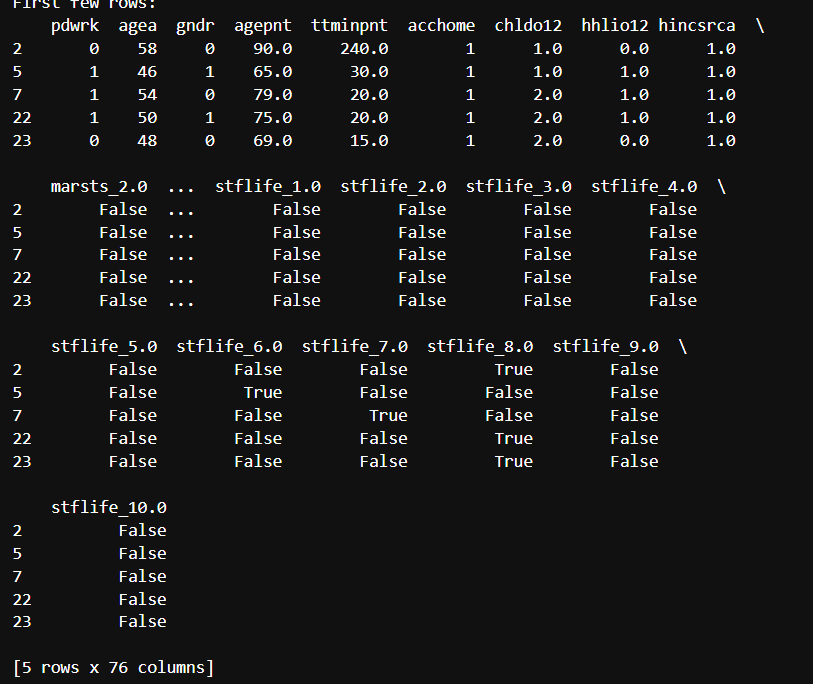 First few rows:
    pdwrk  agea  gndr  agepnt  ttminpnt  acchome  chldo12  hhlio12 hincsrca  \
2       0    58     0    90.0     240.0        1      1.0      0.0      1.0
5       1    46     1    65.0      30.0        1      1.0      1.0      1.0
7       1    54     0    79.0      20.0        1      2.0      1.0      1.0
22      1    50     1    75.0      20.0        1      2.0      1.0      1.0
23      0    48     0    69.0      15.0        1      2.0      0.0      1.0
    marsts_2.0  ...  stflife_1.0  stflife_2.0  stflife_3.0  stflife_4.0  \
2        False  ...        False        False        False        False
5        False  ...        False        False        False        False
7        False  ...        False        False        False        False
22       False  ...        False        False        False        False
23       False  ...        False        False        False        False
    stflife_5.0  stflife_6.0  stflife_7.0  stflife_8.0  stflife_9.0  \
2         False        False        False         True        False
5         False         True        False        False        False
7         False        False         True        False        False
22        False        False        False         True        False
23        False        False        False         True        False
    stflife_10.0
2          False
5          False
7          False
22         False
23         False
[5 rows x 76 columns]